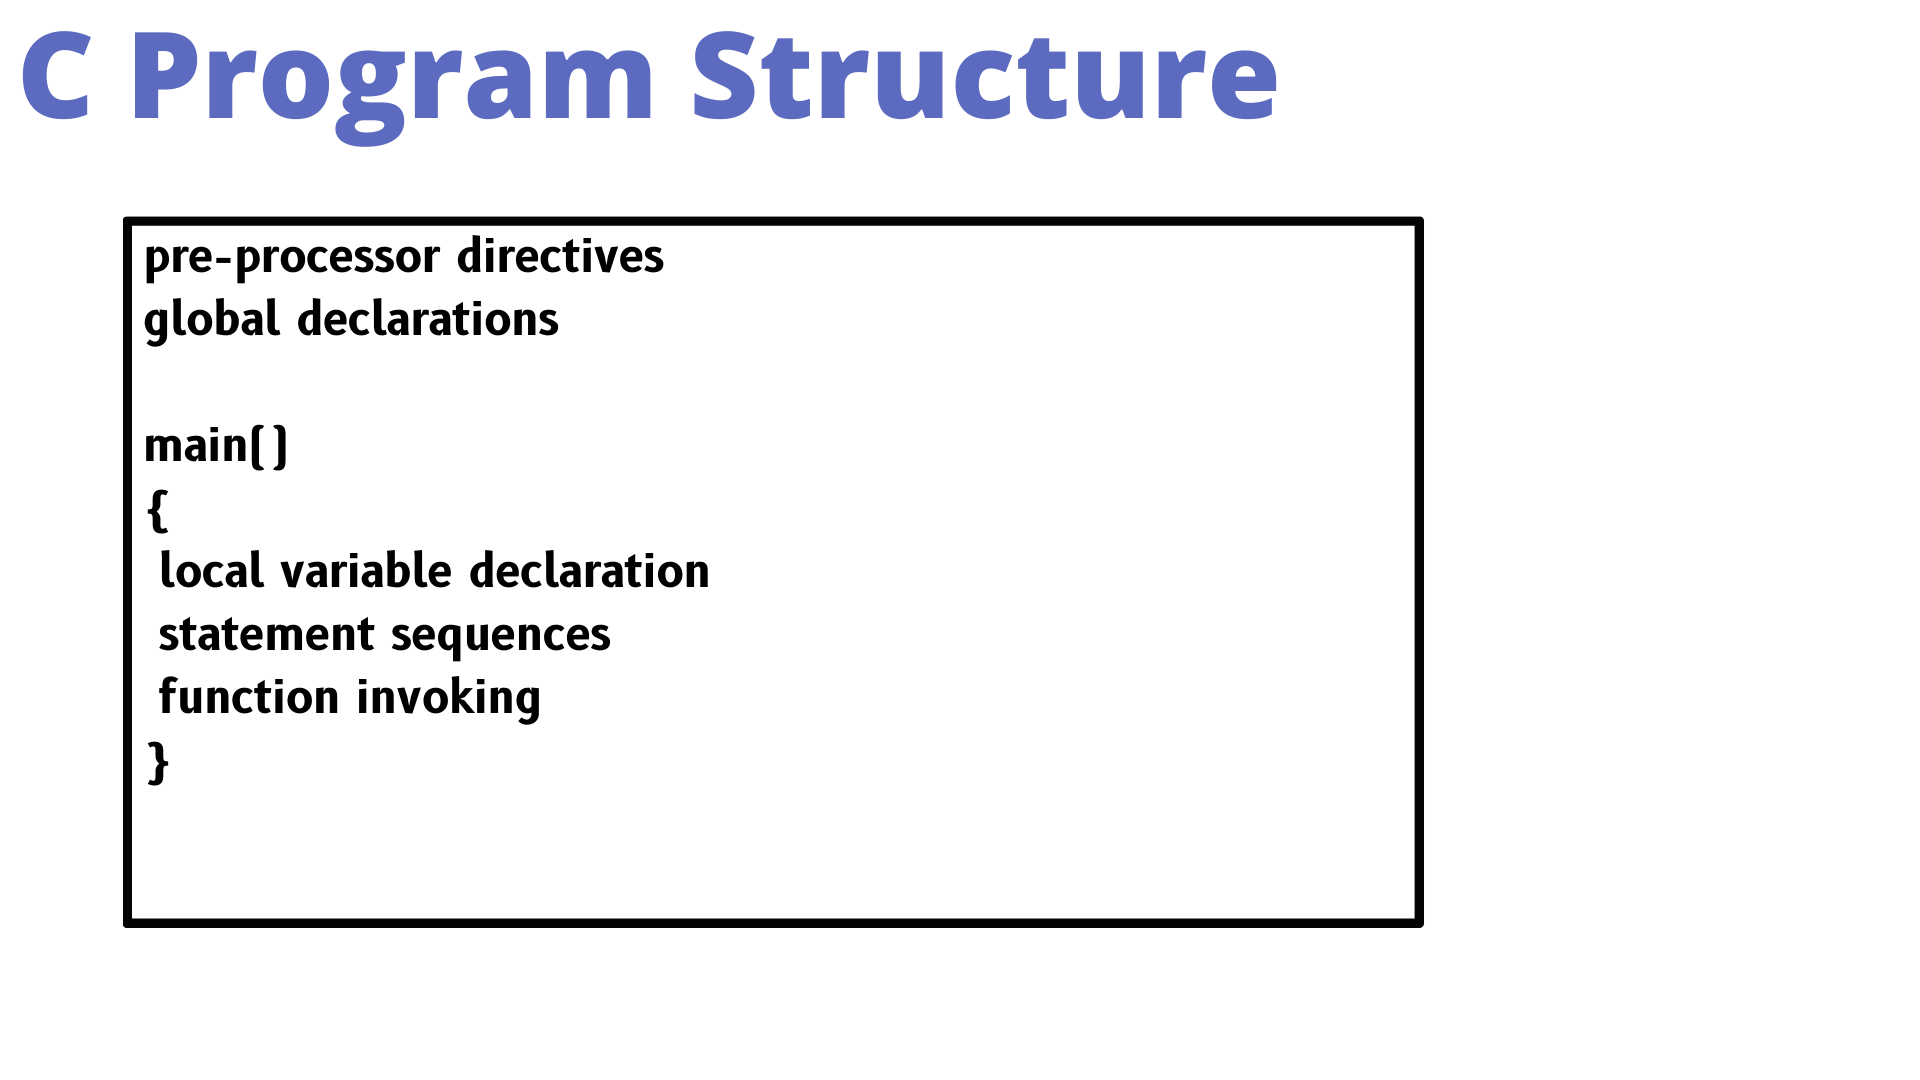 C Program Structure
pre-processor directives
global declarations
main( )
{
local variable declaration
statement sequences
function invoking
}